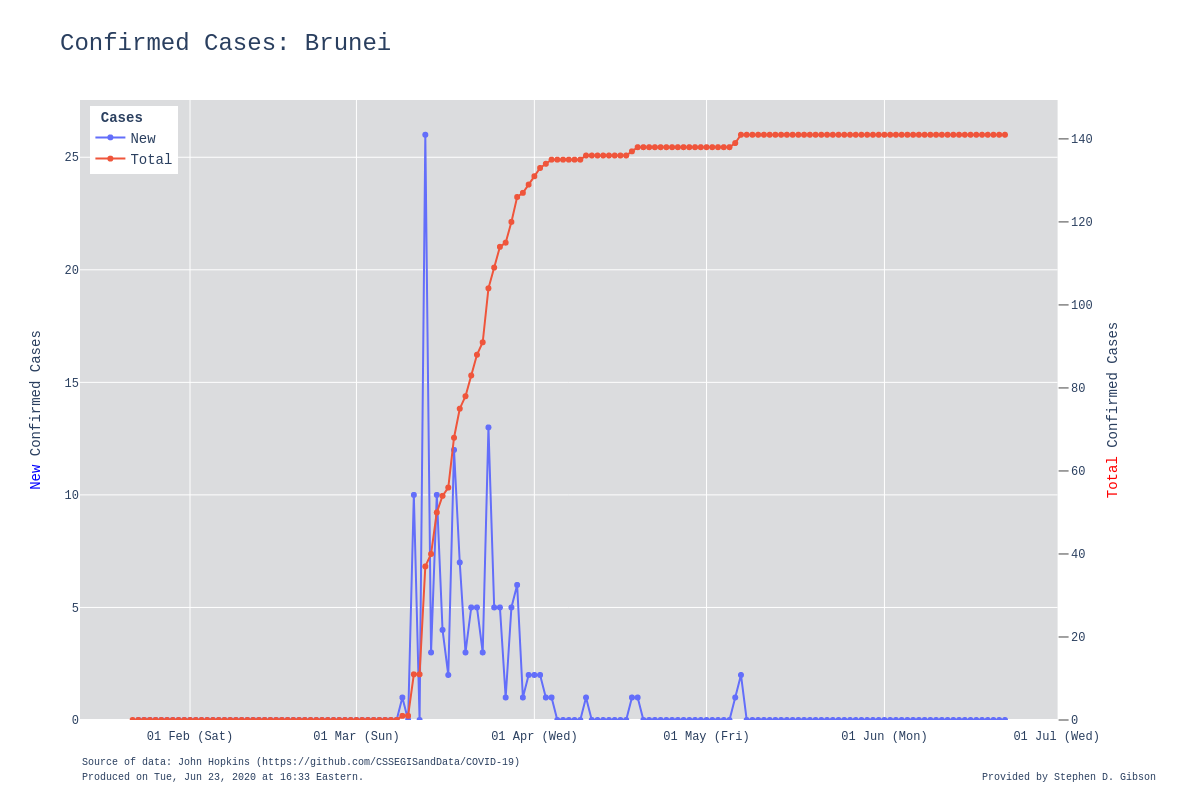 Confirmed Cases: Brunei
Cases
New
Total
25
20
15
10
5
0
140
120
100
80
60
40
20
0
New Confirmed Cases
Total Confirmed Cases
01 Feb (Sat)
01 Mar (Sun)
01 Apr (Wed)
01 May (Fri)
01 Jun (Mon)
01 Jul (Wed)
Source of data: John Hopkins (https://github.com/CSSEGISandData/COVID-19)
Produced on Tue, Jun 23, 2020 at 16:33 Eastern.
Provided by Stephen D. Gibson